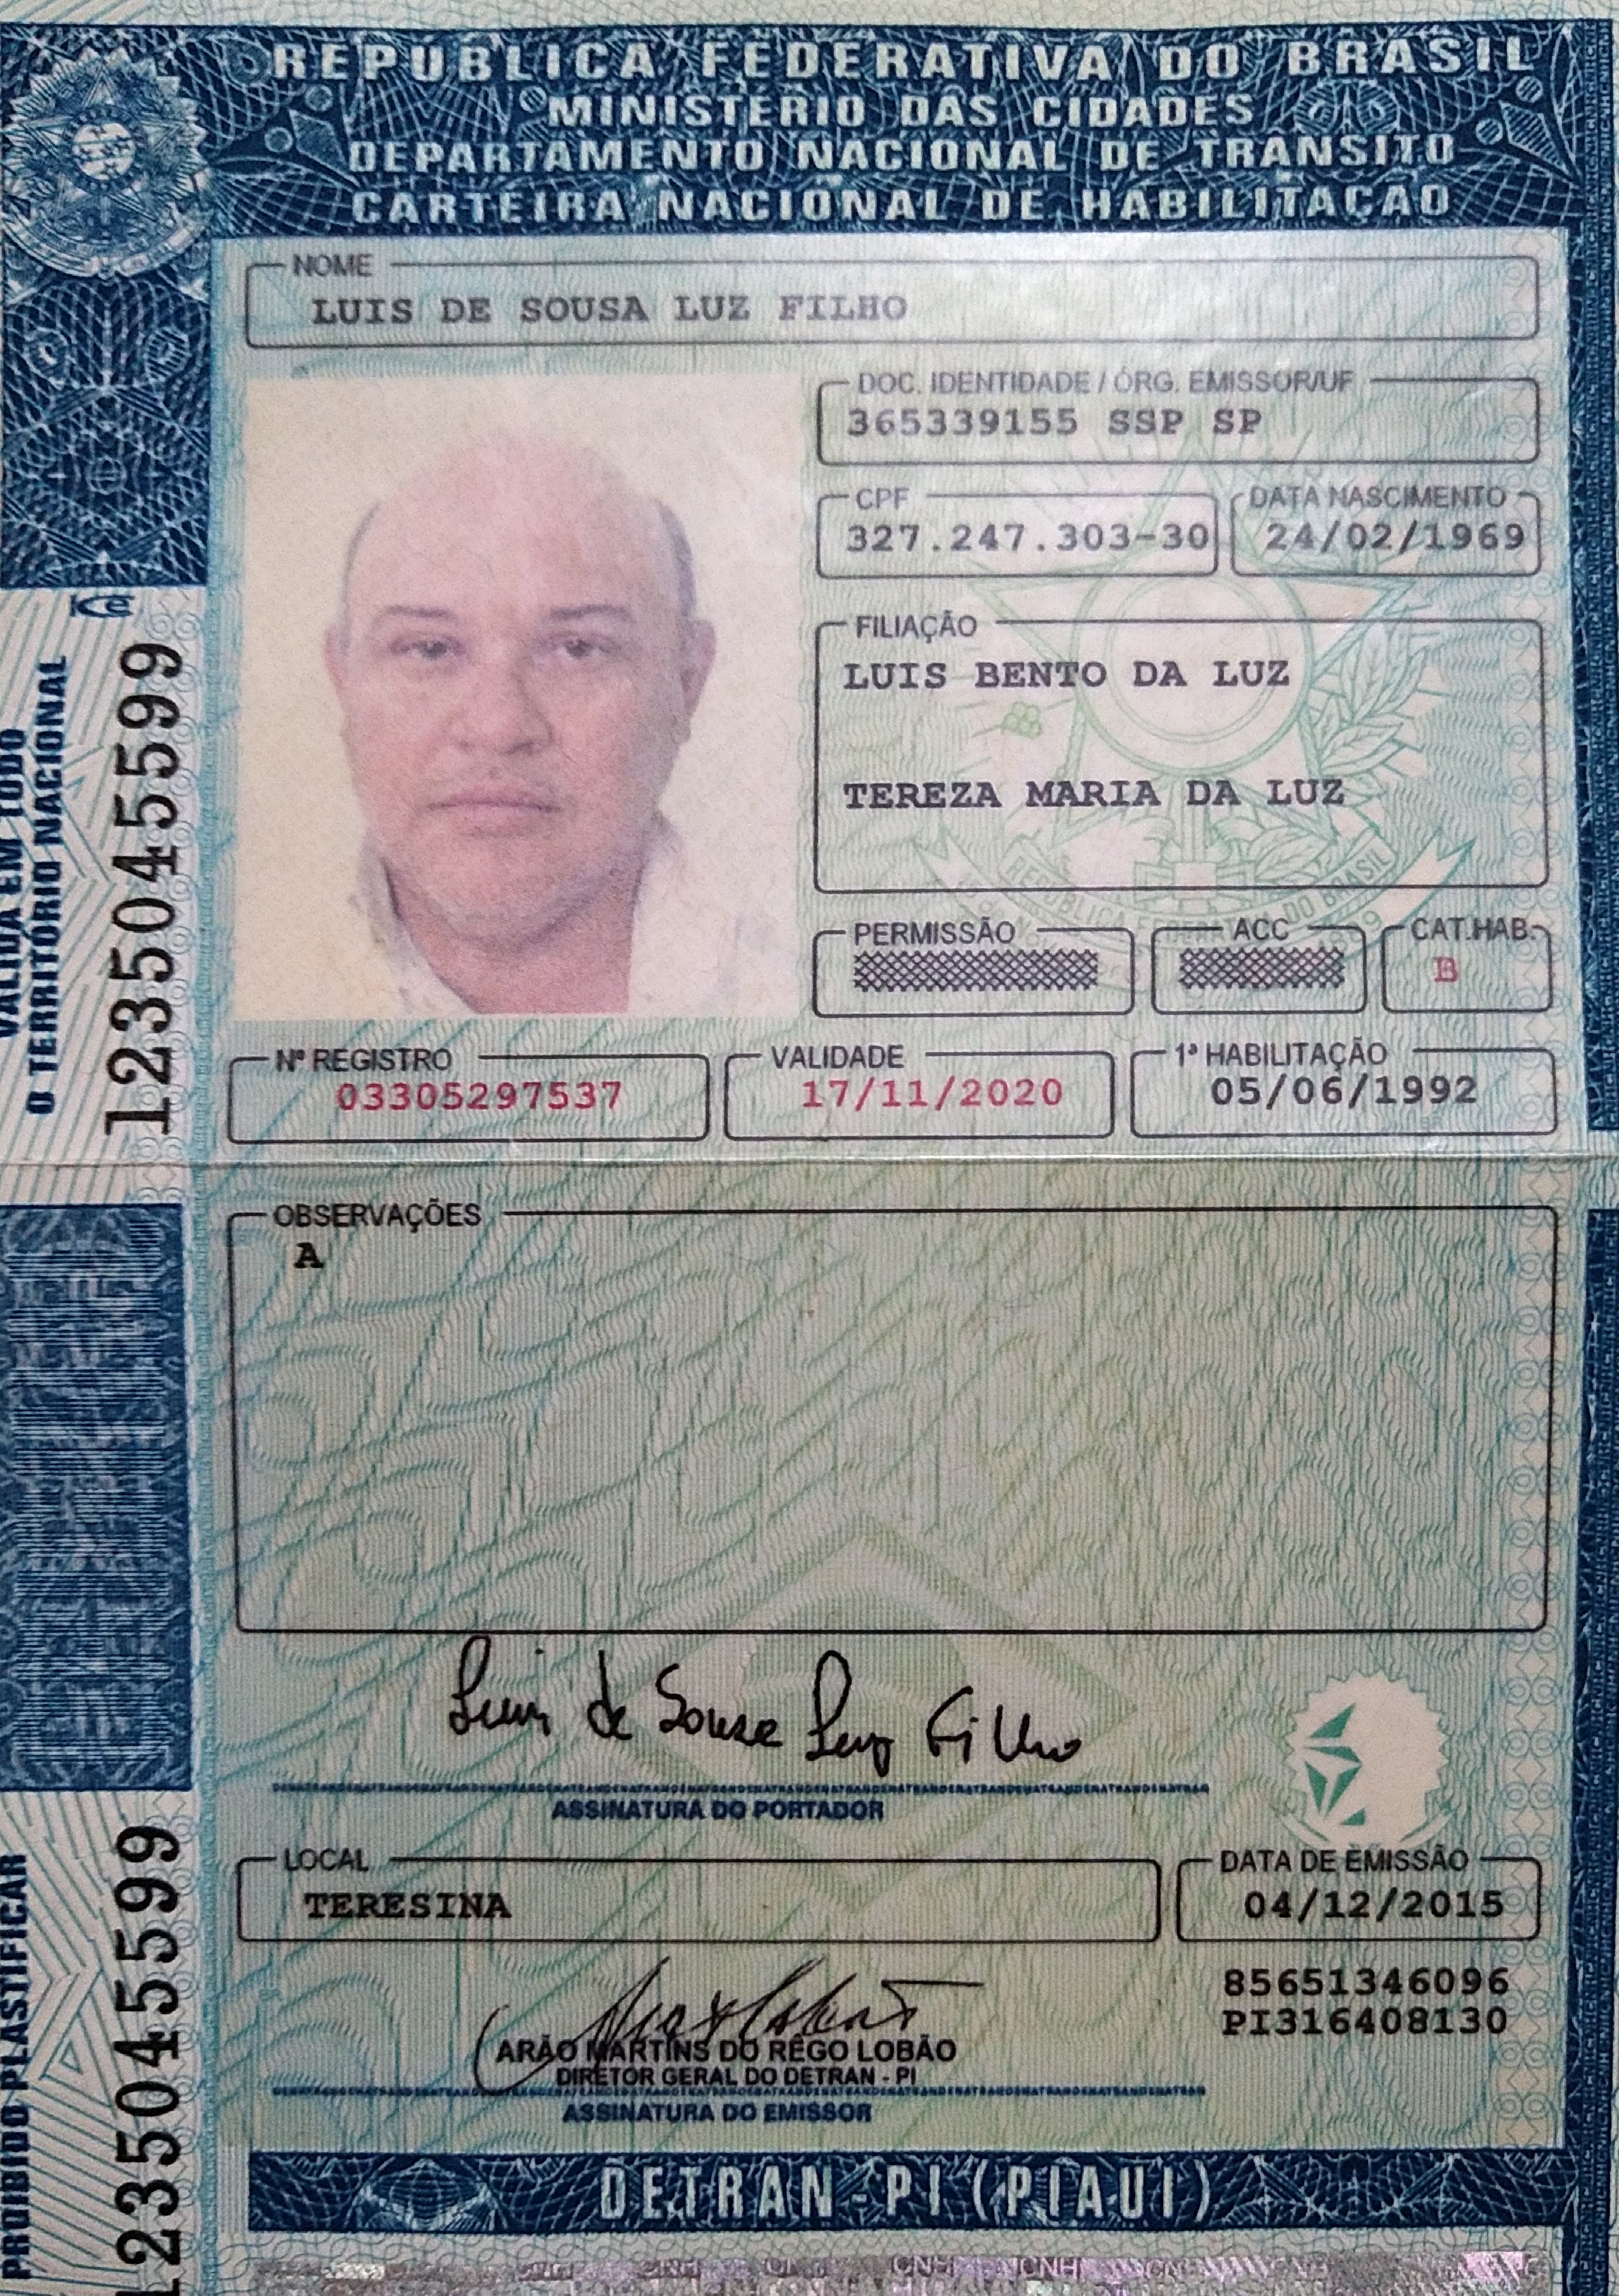 REPUBLICA FEDERATIVA DO BRASIL
MINISTÉRIO DAS CIDADES
DEPARTAMENTO NACIONAL DE TRANSITO
CARTEIRA NACIONAL DE HABILITAÇÃO
NOME
LUIS DE SOUSA LUZ FILHO
DOC. IDENTIDADE / ÓRG. EMISSOR/UF
365339155 SSP SP
CPF
327.247.303-30
DATA NASCIMENTO
24/02/1969
FILIAÇÃO
LUIS BENTO DA LUZ
TEREZA MARIA DA LUZ
PERMISSÃO
ACC
CAT.HAB.
B
Nº REGISTRO
03305297537
VALIDADE
17/11/2020
1ª HABILITAÇÃO
05/06/1992
VÁLIDA EM TODO
O TERRITÓRIO NACIONAL
1235045599
OBSERVAÇÕES
A
Luis de Sousa Luz Filho
ASSINATURA DO PORTADOR
LOCAL
TERESINA
DATA DE EMISSÃO
04/12/2015
85651346096
PI316408130
ARÃO MARTINS DO RÊGO LOBÃO
DIRETOR GERAL DO DETRAN - PI
ASSINATURA DO EMISSOR
PROIBIDO PLASTIFICAR
1235045599
DETRAN-PI (PIAUI)